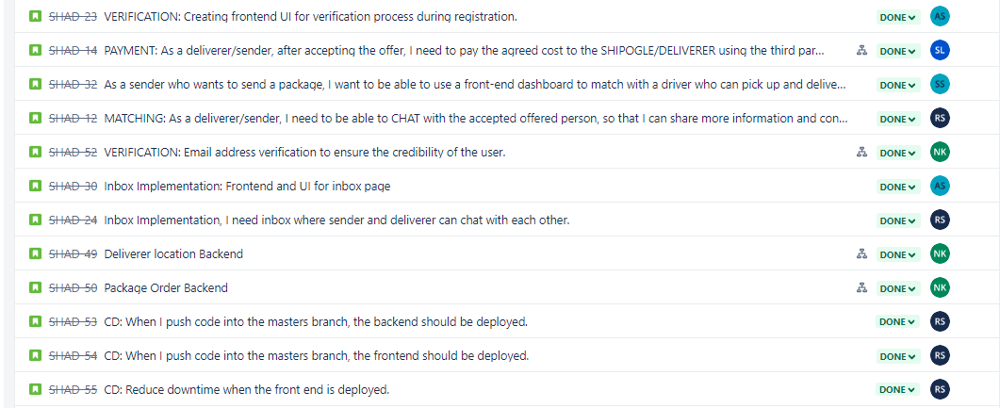 SHAD-23 VERIFICATION: Creating frontend UI for verification process during registration. DONE AS
SHAD-14 PAYMENT: As a deliverer/sender, after accepting the offer, I need to pay the agreed cost to the SHIPOGLE/DELIVERER using the third par... DONE SL
SHAD-32 As a sender who wants to send a package, I want to be able to use a front-end dashboard to match with a driver who can pick up and delive... DONE SS
SHAD-12 MATCHING: As a deliverer/sender, I need to be able to CHAT with the accepted offered person, so that I can share more information and con... DONE RS
SHAD-52 VERIFICATION: Email address verification to ensure the credibility of the user. DONE NK
SHAD-30 Inbox Implementation: Frontend and UI for inbox page DONE AS
SHAD-24 Inbox Implementation, I need inbox where sender and deliverer can chat with each other. DONE RS
SHAD-49 Deliverer location Backend DONE NK
SHAD-50 Package Order Backend DONE NK
SHAD-53 CD: When I push code into the masters branch, the backend should be deployed. DONE RS
SHAD-54 CD: When I push code into the masters branch, the frontend should be deployed. DONE RS
SHAD-55 CD: Reduce downtime when the front end is deployed. DONE RS